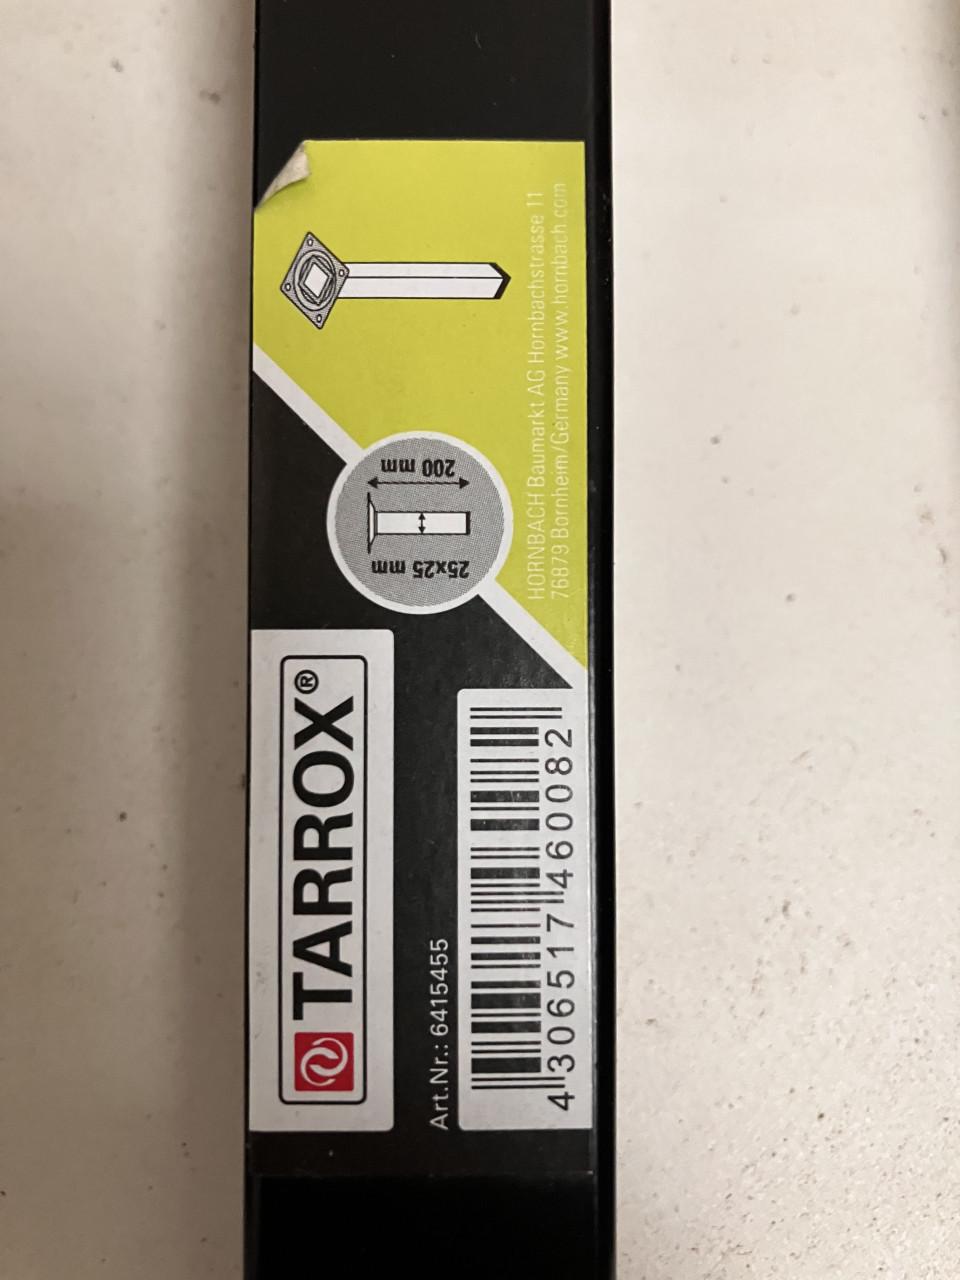 TARROX®
Art.Nr.: 6415455
4 306517 460082
25x25 mm
200 mm
HORNBACH Baumarkt AG Hornbachstrasse 11
76879 Bornheim/Germany www.hornbach.com